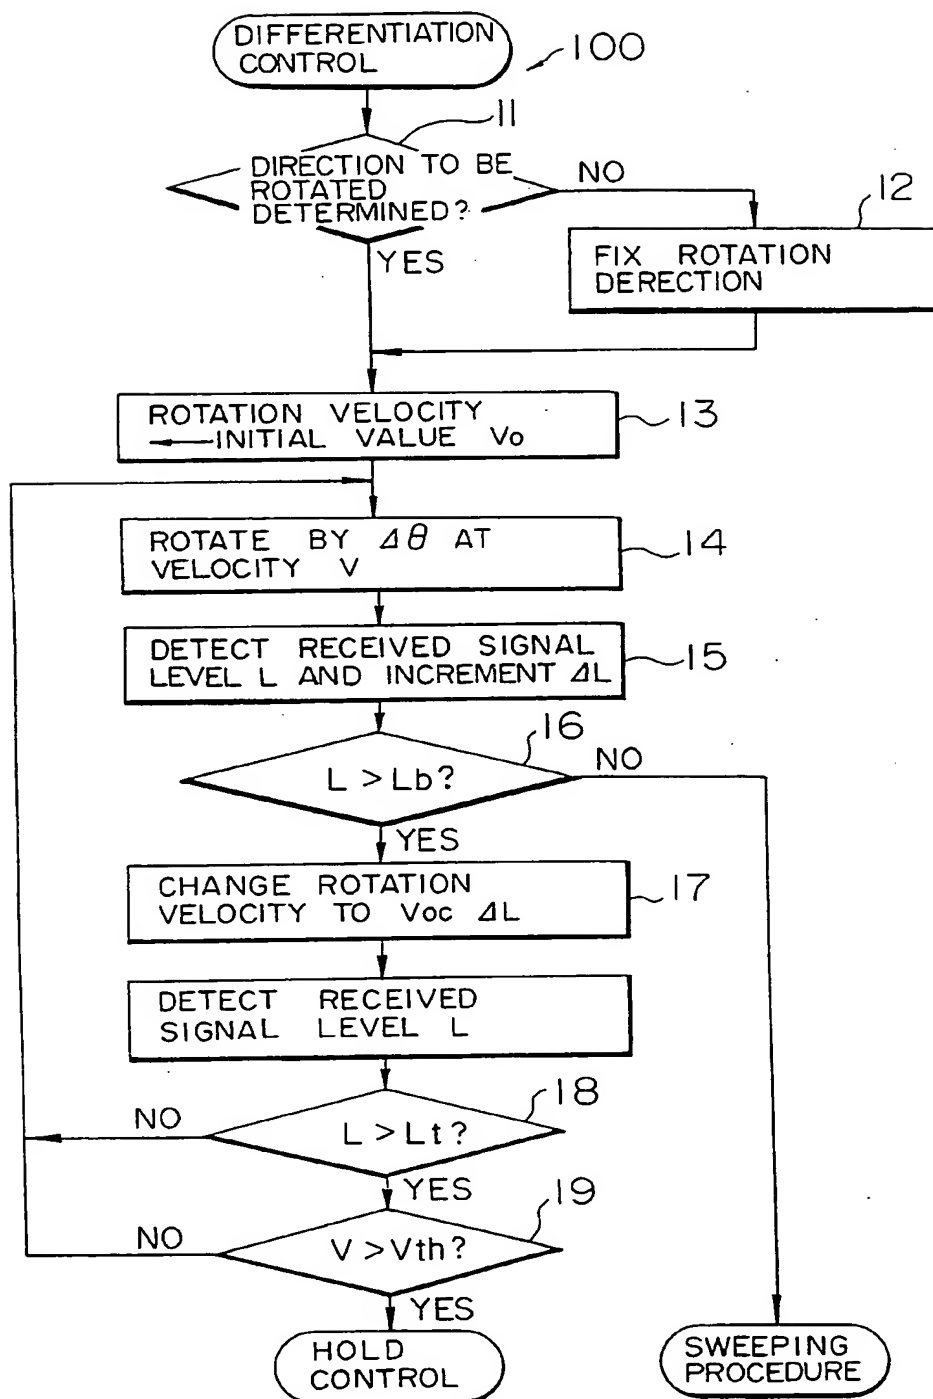 DIFFERENTIATION
CONTROL
100
11
DIRECTION TO BE
ROTATED
DETERMINED?
NO
12
YES
FIX ROTATION
DERECTION
ROTATION VELOCITY
←INITIAL VALUE Vo
13
ROTATE BY Δθ AT
VELOCITY V
14
DETECT RECEIVED SIGNAL
LEVEL L AND INCREMENT ΔL
15
16
L > Lb?
NO
YES
CHANGE ROTATION
VELOCITY TO Voc ΔL
17
DETECT RECEIVED
SIGNAL LEVEL L
18
NO
L > Lt?
YES
19
NO
V > Vth?
YES
HOLD
CONTROL
SWEEPING
PROCEDURE